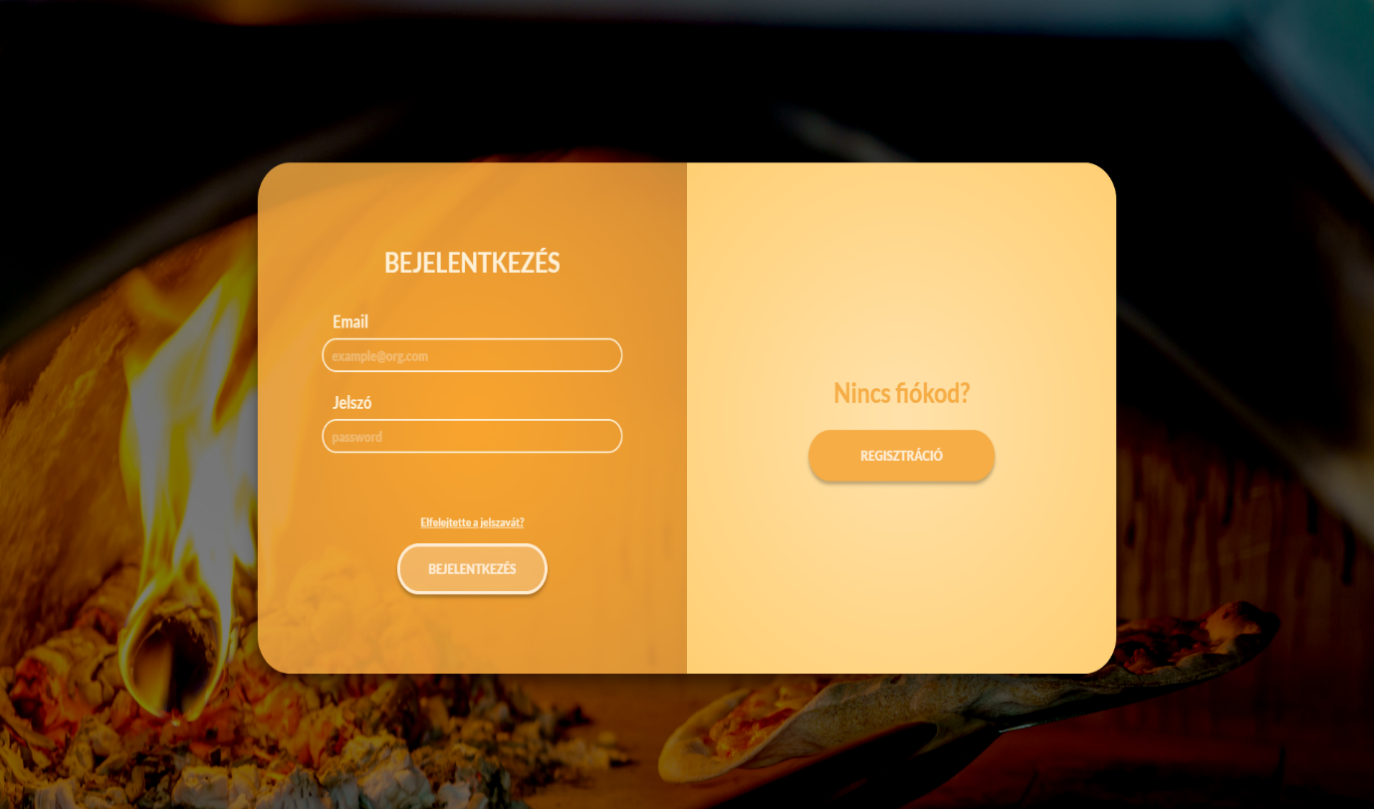 BEJELENTKEZÉS
Email
example@org.com
Jelszó
password
Elfelejtette a jelszavát?
BEJELENTKEZÉS
Nincs fiókod?
REGISZTRÁCIÓ